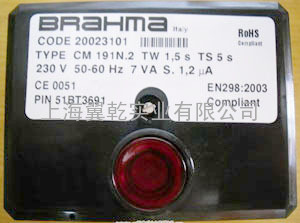 BRAHMA
Italy
RoHS
Compliant
CODE 20023101
TYPE CM 191N.2 TW 1,5 s TS 5 s
230 V 50-60 Hz 7 VA S. 1,2 µA
CE 0051 EN298:2003
PIN 51BT3691 Compliant
上海冀乾实业有限公司